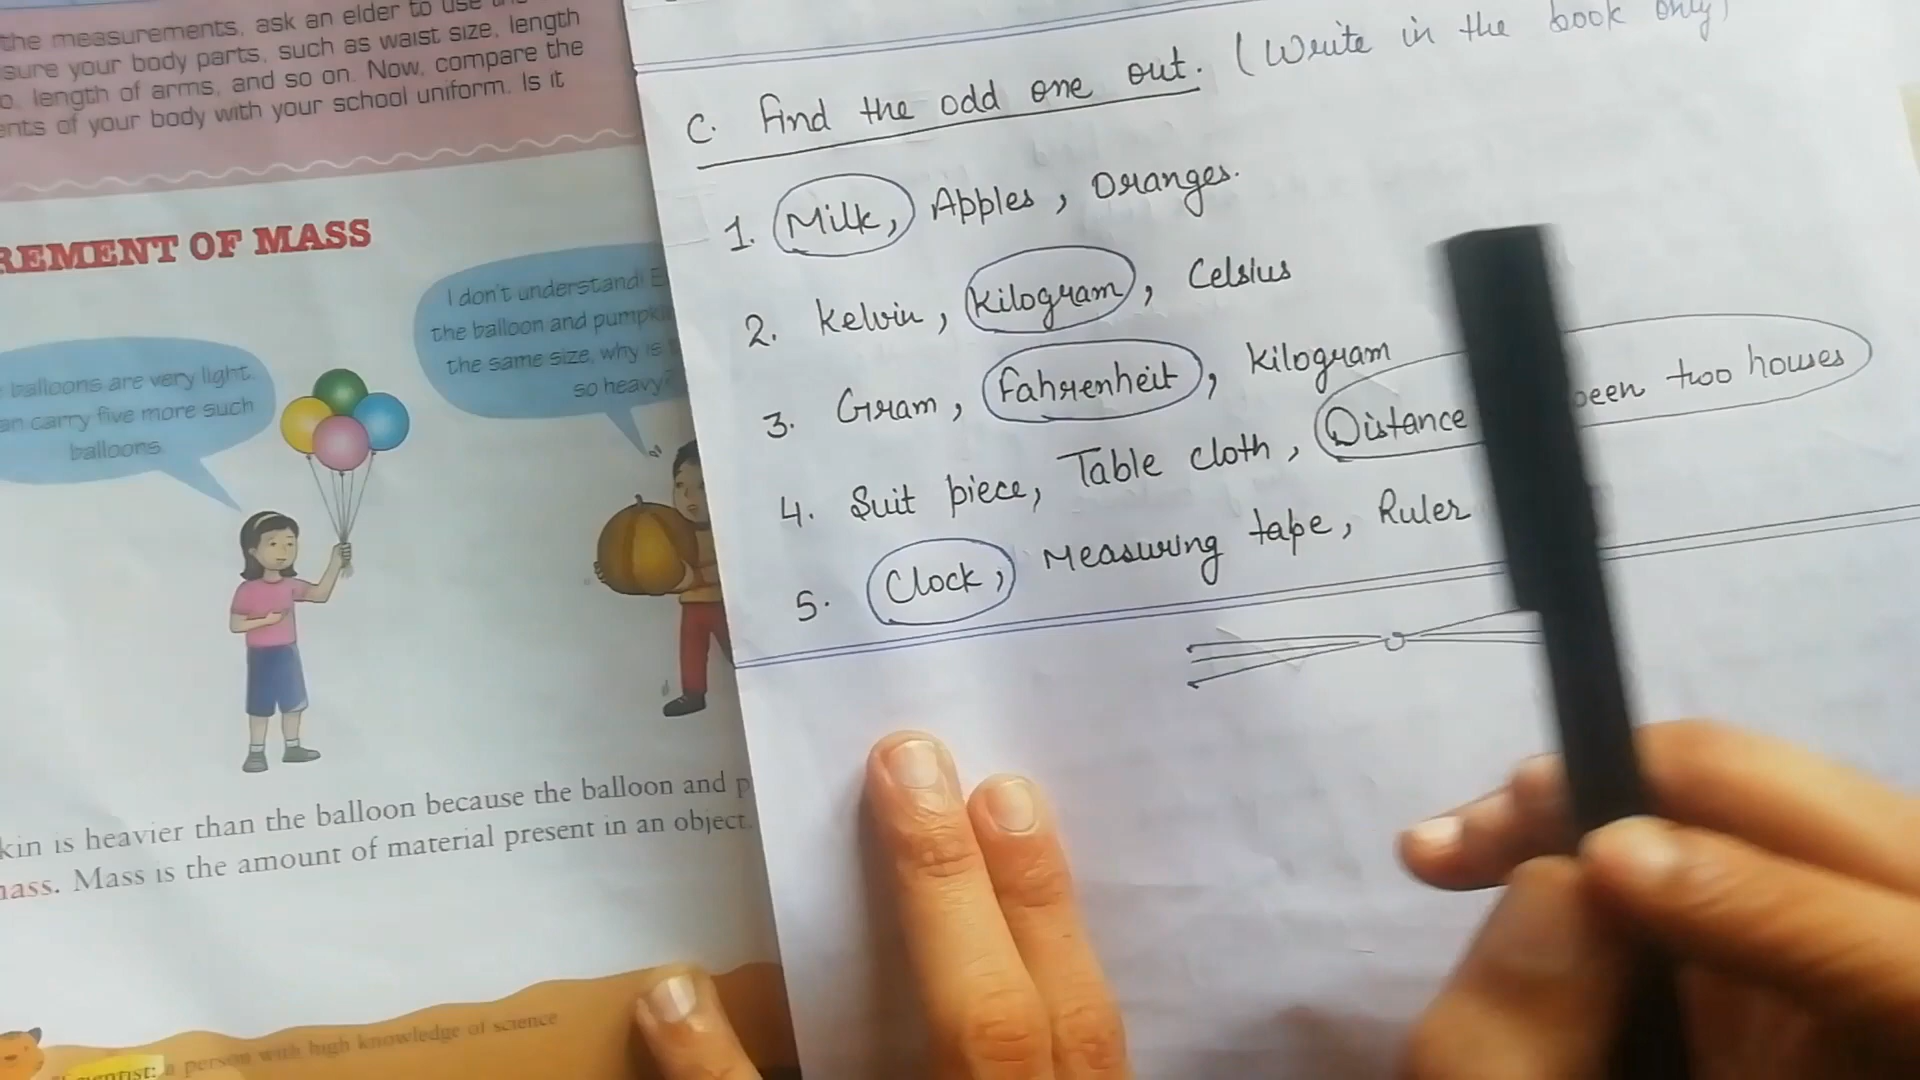 the measurements, ask an elder to use
sure your body parts, such as waist size, length
o, length of arms, and so on. Now, compare the
ents of your body with your school uniform. Is it
REMENT OF MASS
balloons are very light.
an carry five more such
balloons.
I don't understand! E
the balloon and pumpk
the same size, why is
so heavy?
kin is heavier than the balloon because the balloon and p
mass. Mass is the amount of material present in an object.
a person with high knowledge of science
C. Find the odd one out. (Write in the book only)
1. Milk, Apples, Oranges.
2. Kelvin, Kilogram, Celsius
3. Gram, Fahrenheit, Kilogram
4. Suit piece, Table cloth, Distance een two houses
5. Clock, Measuring tape, Ruler